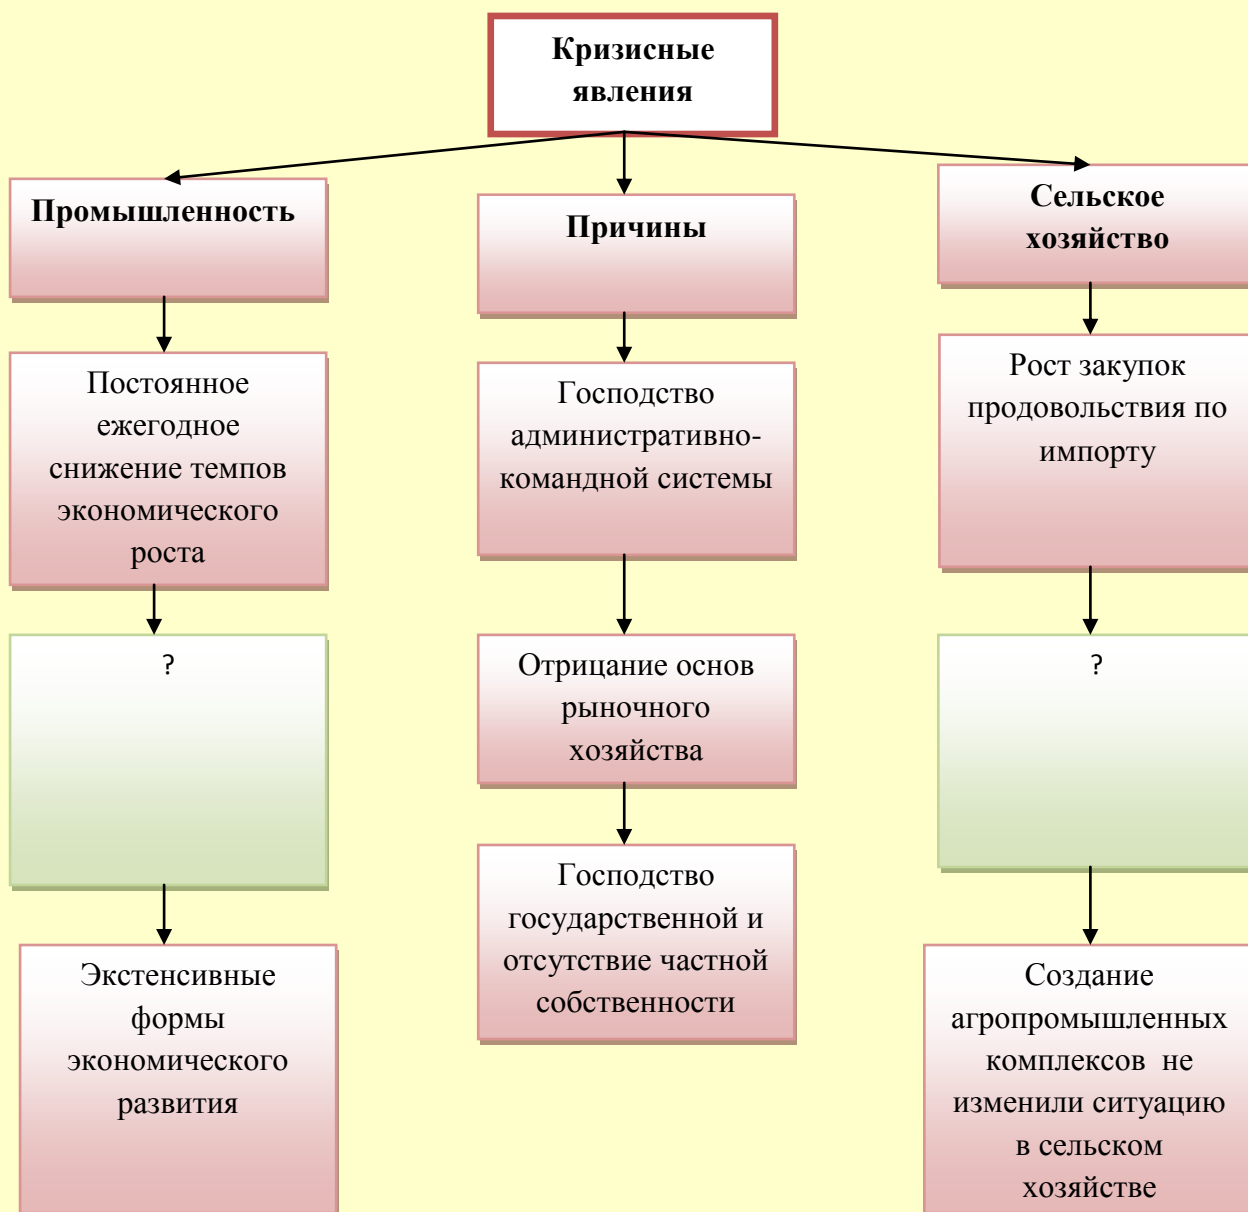 Кризисные
явления
Промышленность
Постоянное
ежегодное
снижение темпов
экономического
роста
?
Экстенсивные
формы
экономического
развития
Причины
Господство
административно-
командной системы
Отрицание основ
рыночного
хозяйства
Господство
государственной и
отсутствие частной
собственности
Сельское
хозяйство
Рост закупок
продовольствия по
импорту
?
Создание
агропромышленных
комплексов не
изменили ситуацию
в сельском
хозяйстве